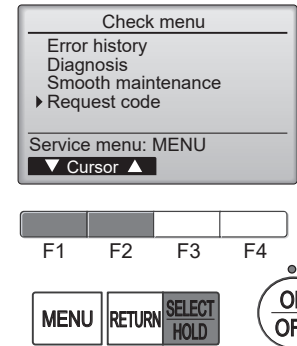 Check menu
Error history
Diagnosis
Smooth maintenance
Request code
Service menu: MENU
▼ Cursor ▲
F1 F2 F3 F4
MENU RETURN SELECT
HOLD